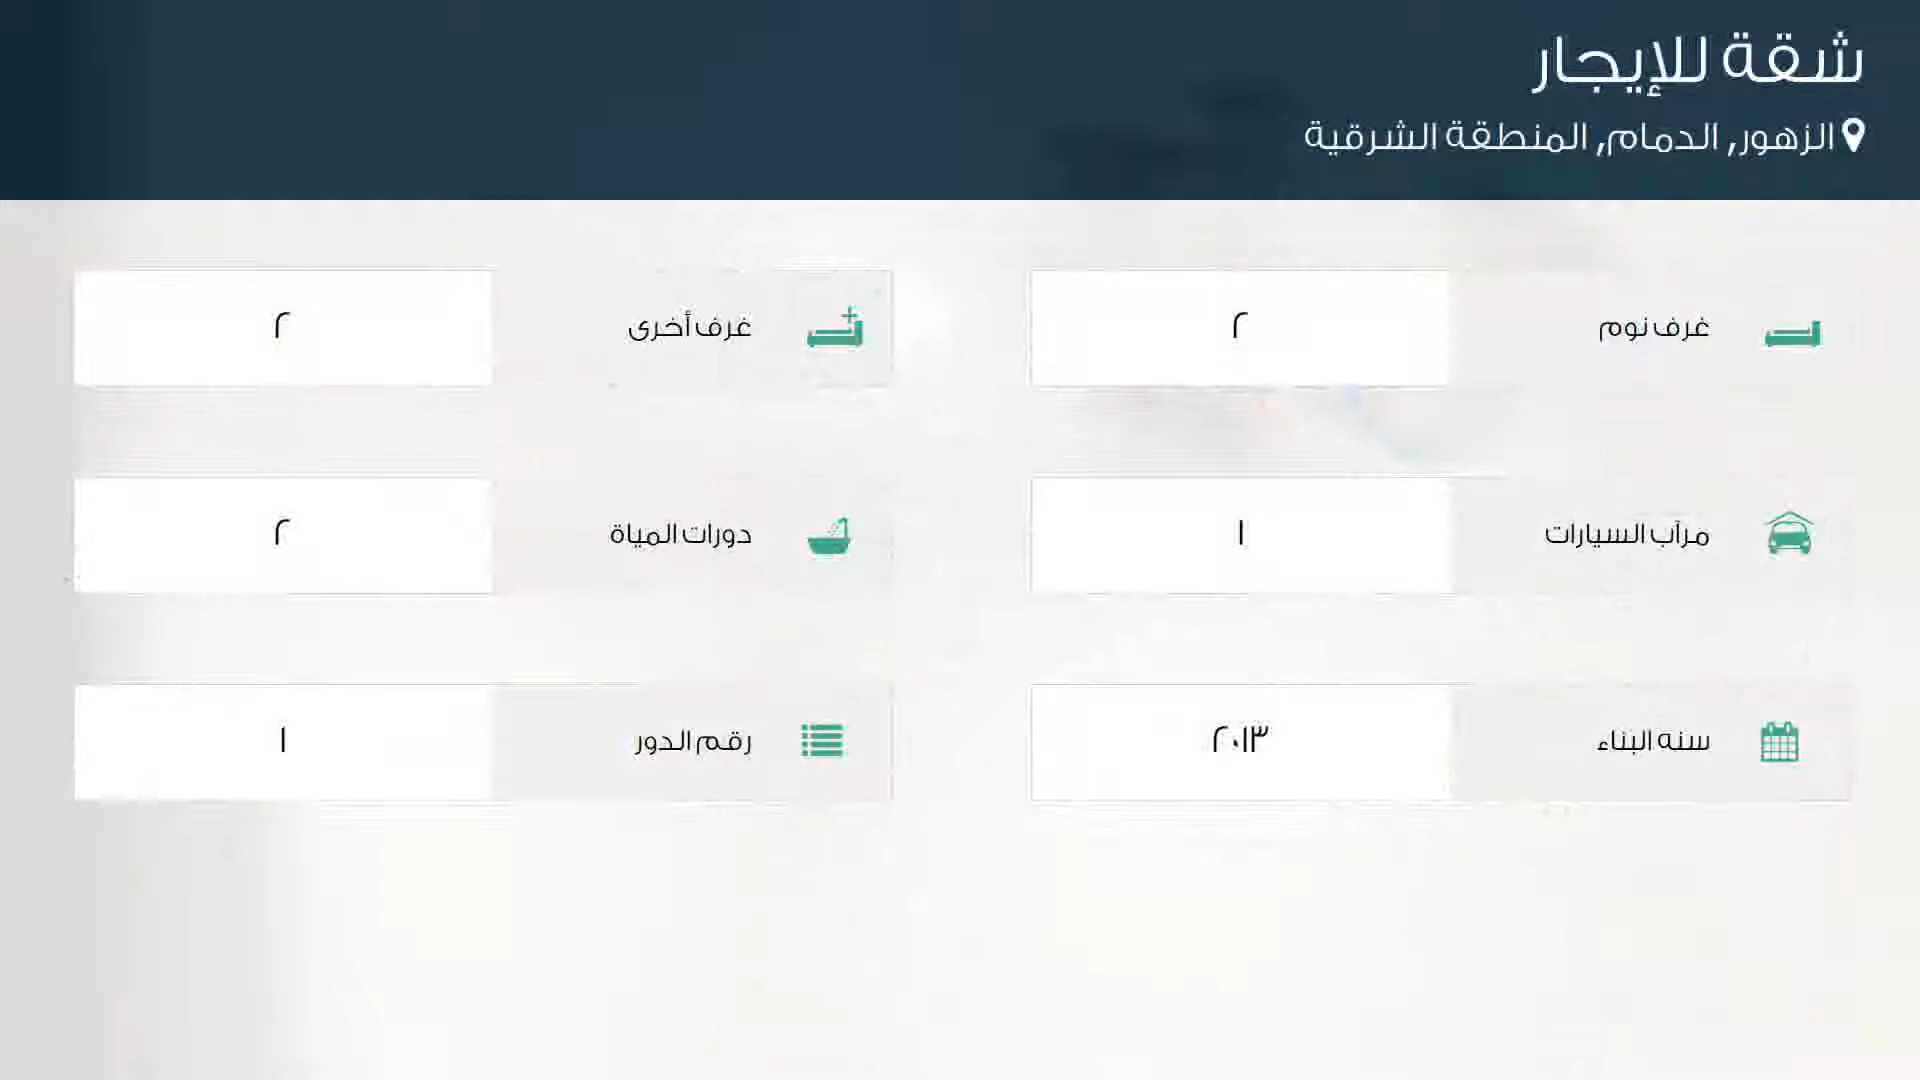 شقة للإيجار
الزهور, الدمام, المنطقة الشرقية
غرف نوم ٢
غرف أخرى ٢
مرآب السيارات ١
دورات المياة ٢
سنه البناء ٢٠١٣
رقم الدور ١